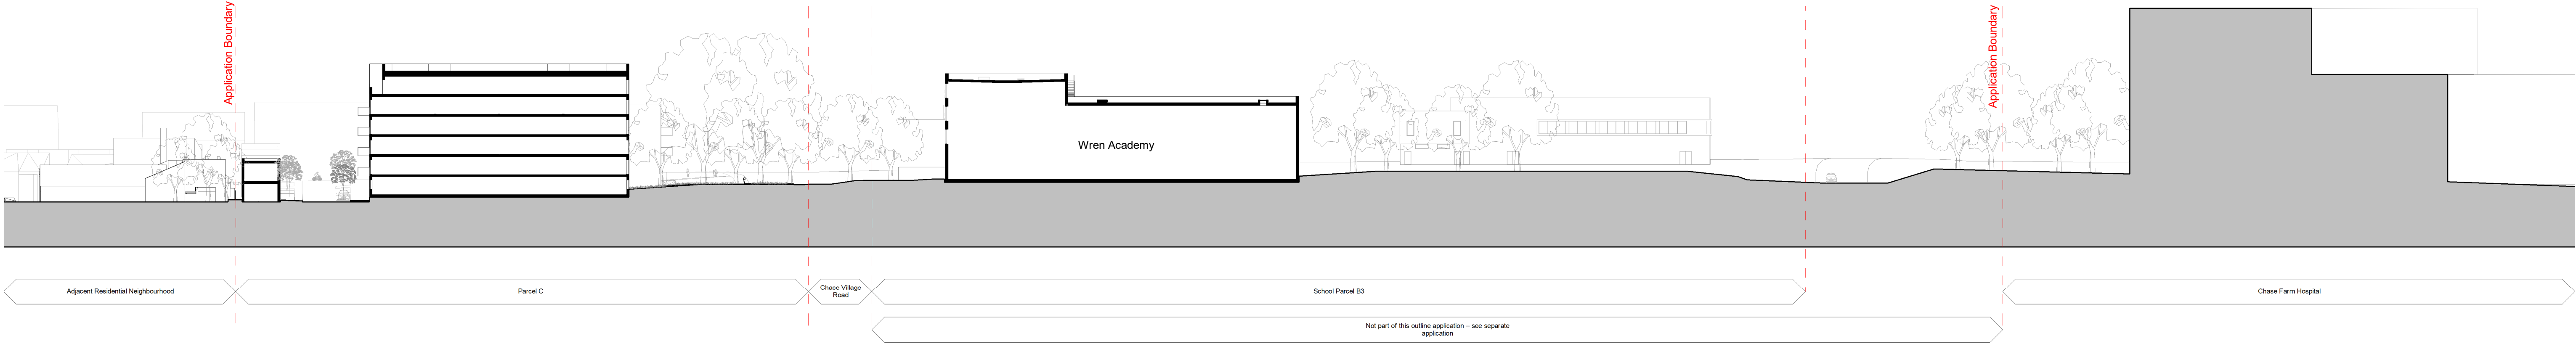 Application Boundary
Application Boundary
Wren Academy
Adjacent Residential Neighbourhood
Parcel C
Chace Village
Road
School Parcel B3
Chase Farm Hospital
Not part of this outline application – see separate
application